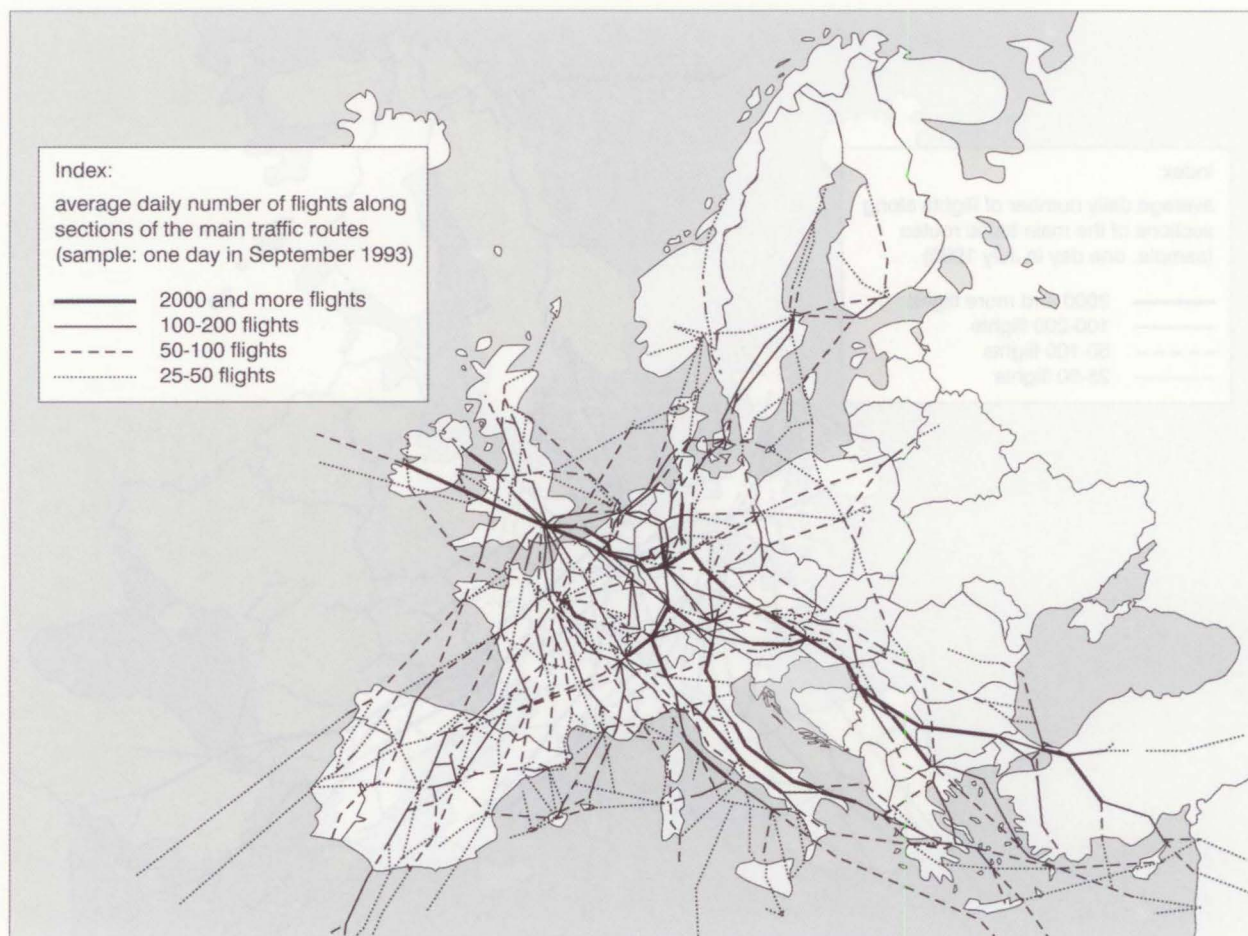 Index:
average daily number of flights along
sections of the main traffic routes
(sample: one day in September 1993)
2000 and more flights
100-200 flights
50-100 flights
25-50 flights